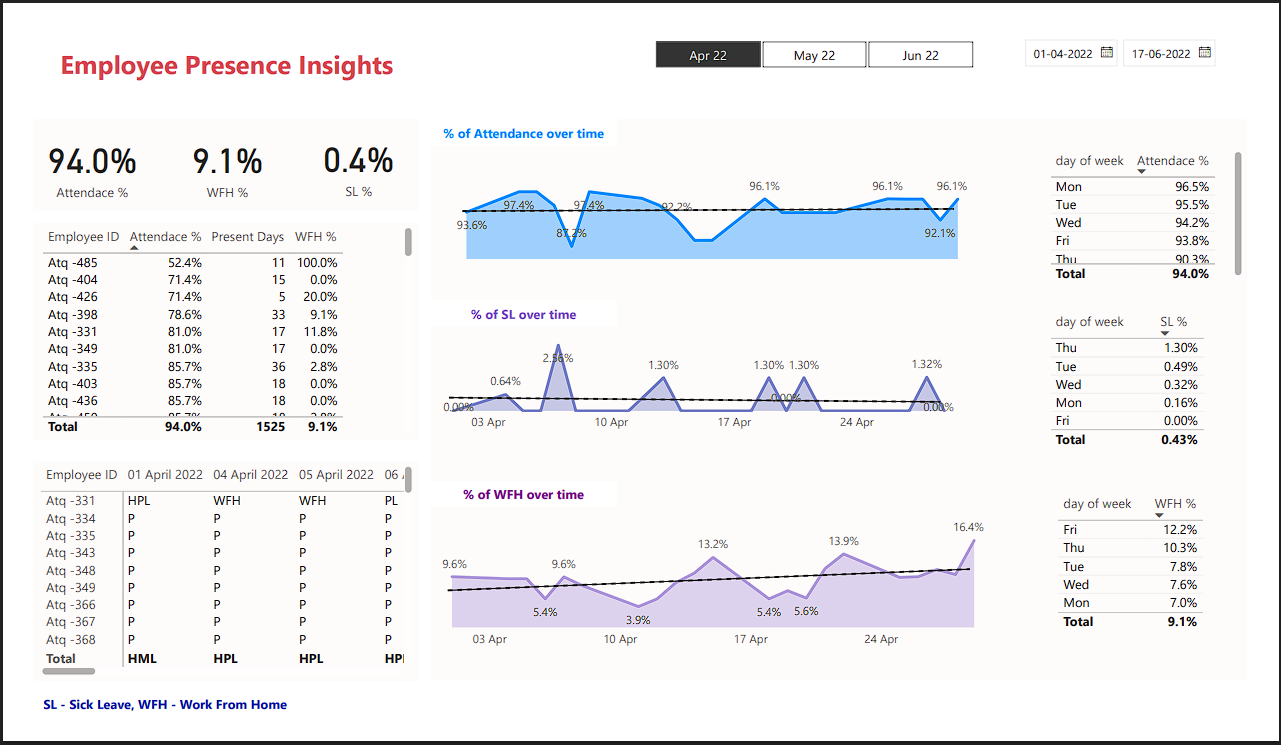 Employee Presence Insights
Apr 22
May 22
Jun 22
01-04-2022
17-06-2022
94.0%
Attendace %
9.1%
WFH %
0.4%
SL %
Employee ID Attendace % Present Days WFH %
Atq -485 52.4% 11 100.0%
Atq -404 71.4% 15 0.0%
Atq -426 71.4% 5 20.0%
Atq -398 78.6% 33 9.1%
Atq -331 81.0% 17 11.8%
Atq -349 81.0% 17 0.0%
Atq -335 85.7% 36 2.8%
Atq -403 85.7% 18 0.0%
Atq -436 85.7% 18 0.0%
Total 94.0% 1525 9.1%
Employee ID 01 April 2022 04 April 2022 05 April 2022 06
Atq -331 HPL WFH WFH PL
Atq -334 P P P P
Atq -335 P P P P
Atq -343 P P P P
Atq -348 P P P P
Atq -349 P P P P
Atq -366 P P P P
Atq -367 P P P P
Atq -368 P P P P
Total HML HPL HPL
SL - Sick Leave, WFH - Work From Home
% of Attendance over time
93.6%
97.4%
87.2%
97.4%
92.2%
96.1%
96.1%
92.1%
96.1%
day of week Attendace %
Mon 96.5%
Tue 95.5%
Wed 94.2%
Fri 93.8%
Thu 90.3%
Total 94.0%
% of SL over time
0.00%
0.64%
2.56%
1.30%
1.30%
0.00%
1.30%
1.32%
0.00%
03 Apr 10 Apr 17 Apr 24 Apr
day of week SL %
Thu 1.30%
Tue 0.49%
Wed 0.32%
Mon 0.16%
Fri 0.00%
Total 0.43%
% of WFH over time
9.6%
5.4%
9.6%
3.9%
13.2%
5.4%
5.6%
13.9%
16.4%
03 Apr 10 Apr 17 Apr 24 Apr
day of week WFH %
Fri 12.2%
Thu 10.3%
Tue 7.8%
Wed 7.6%
Mon 7.0%
Total 9.1%